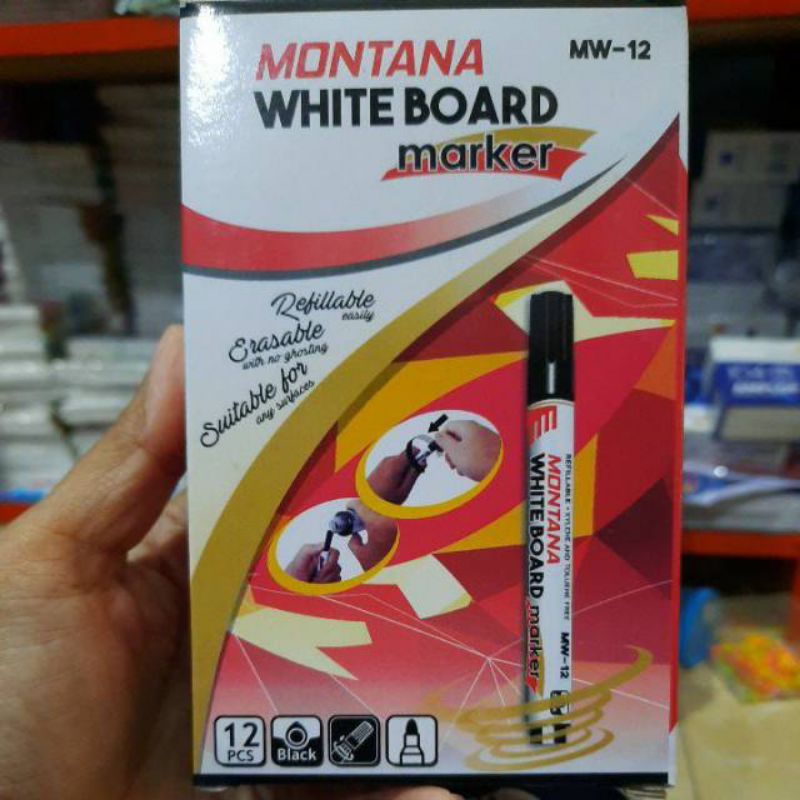 MONTANA
MW-12
WHITE BOARD
marker
Refillable
easily
Erasable
with no ghosting
Suitable for
any surfaces
REFILLABLE • XYLENE AND TOLUENE FREE
MONTANA
WHITE BOARD
marker
MW-12
12
PCS
Black